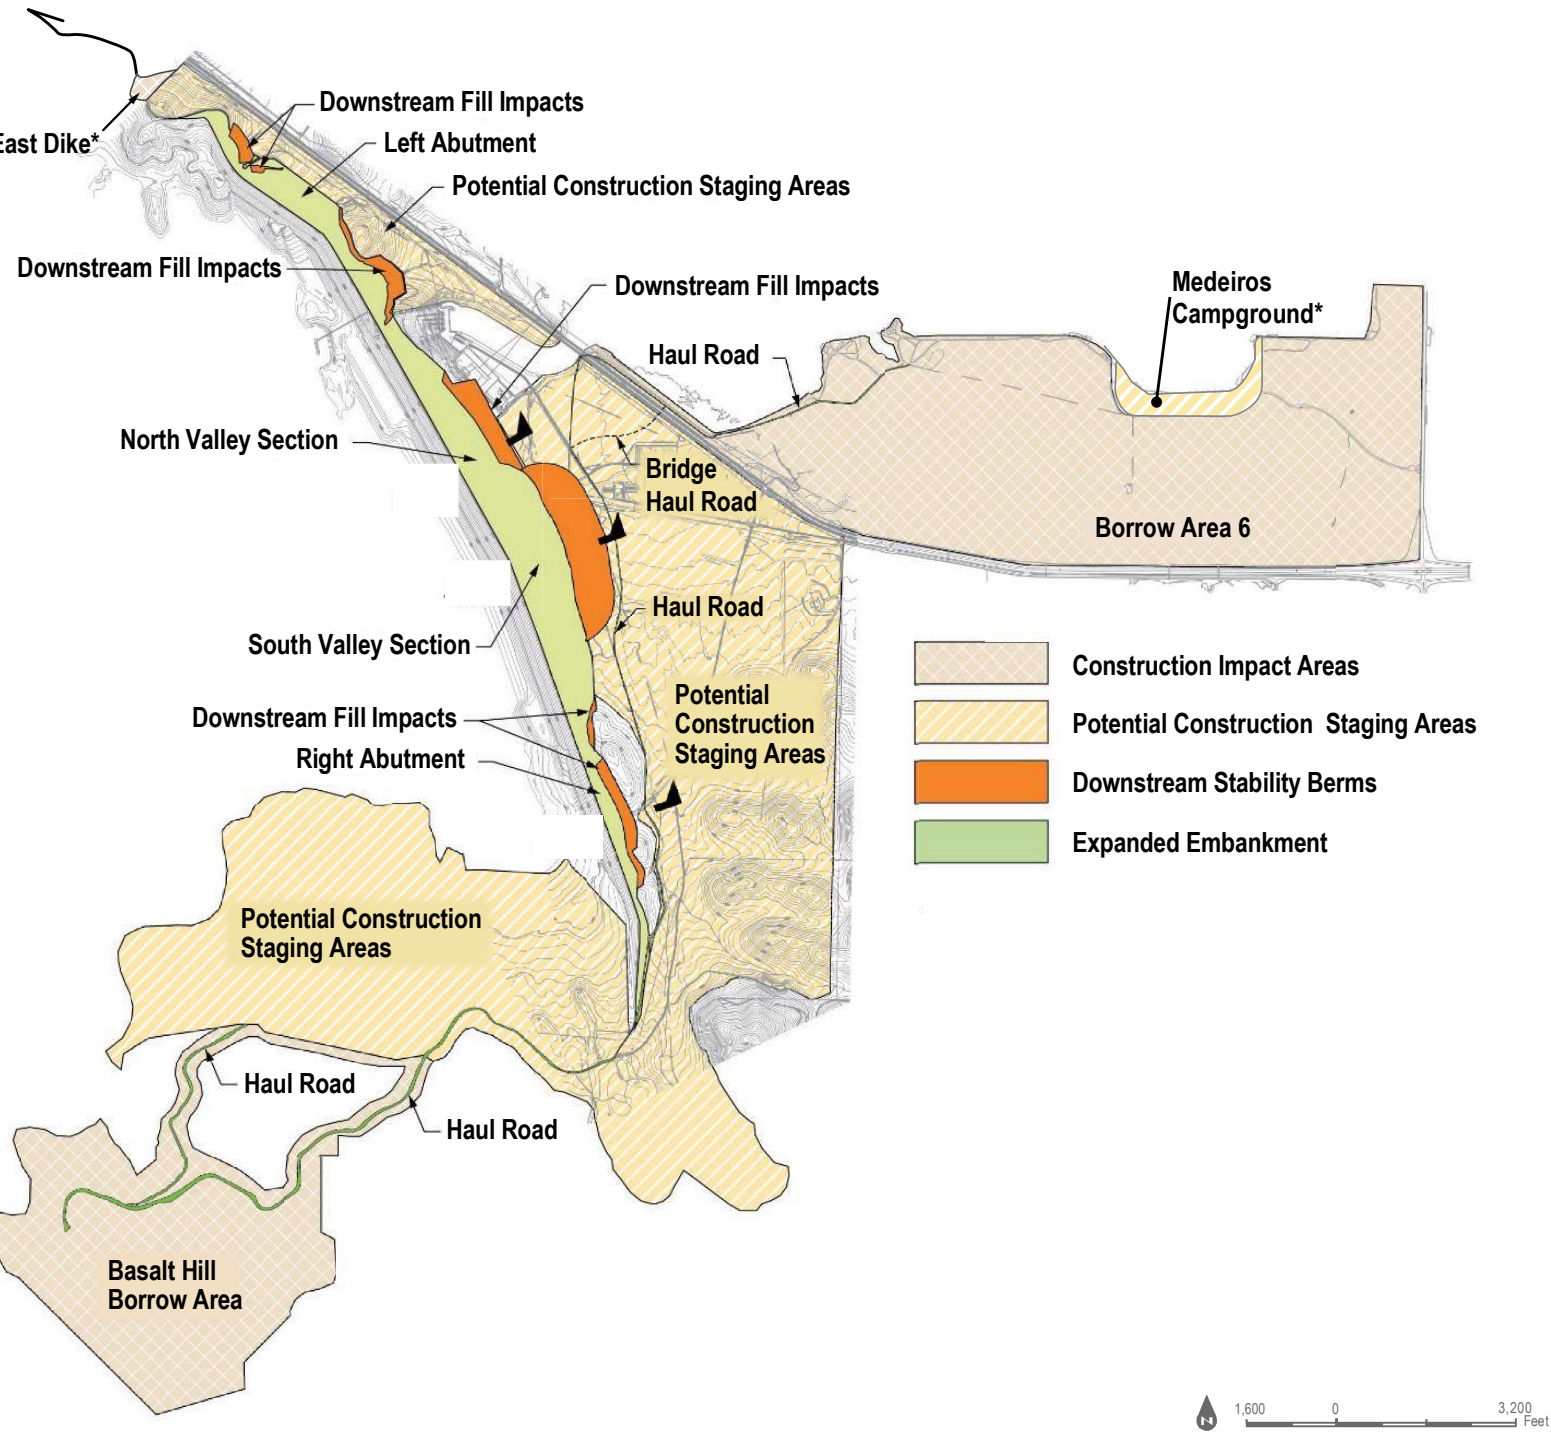 Downstream Fill Impacts
East Dike*
Left Abutment
Potential Construction Staging Areas
Downstream Fill Impacts
Downstream Fill Impacts
Medeiros
Campground*
Haul Road
North Valley Section
Bridge
Haul Road
Borrow Area 6
Haul Road
South Valley Section
Construction Impact Areas
Potential
Construction
Staging Areas
Downstream Fill Impacts
Potential Construction Staging Areas
Right Abutment
Downstream Stability Berms
Expanded Embankment
Potential Construction
Staging Areas
Haul Road
Haul Road
Basalt Hill
Borrow Area
N
1,600 0 3,200
Feet